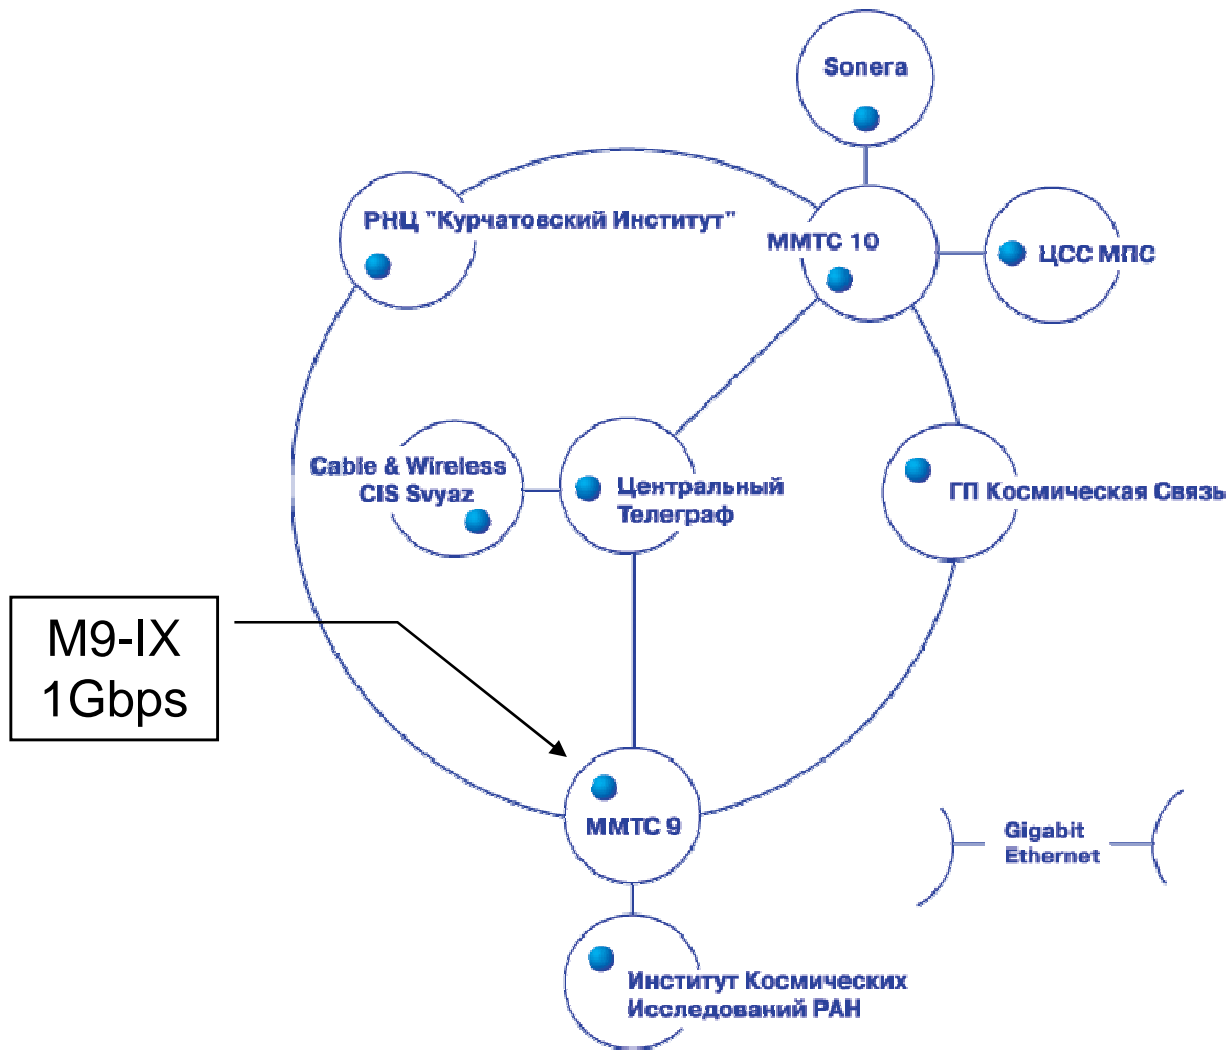 Sonera
РНЦ "Курчатовский Институт"
ММТС 10
ЦСС МПС
Cable & Wireless
CIS Svyaz
Центральный
Телеграф
ГП Космическая Связь
M9-IX
1Gbps
ММТС 9
Gigabit
Ethernet
Институт Космических
Исследований РАН